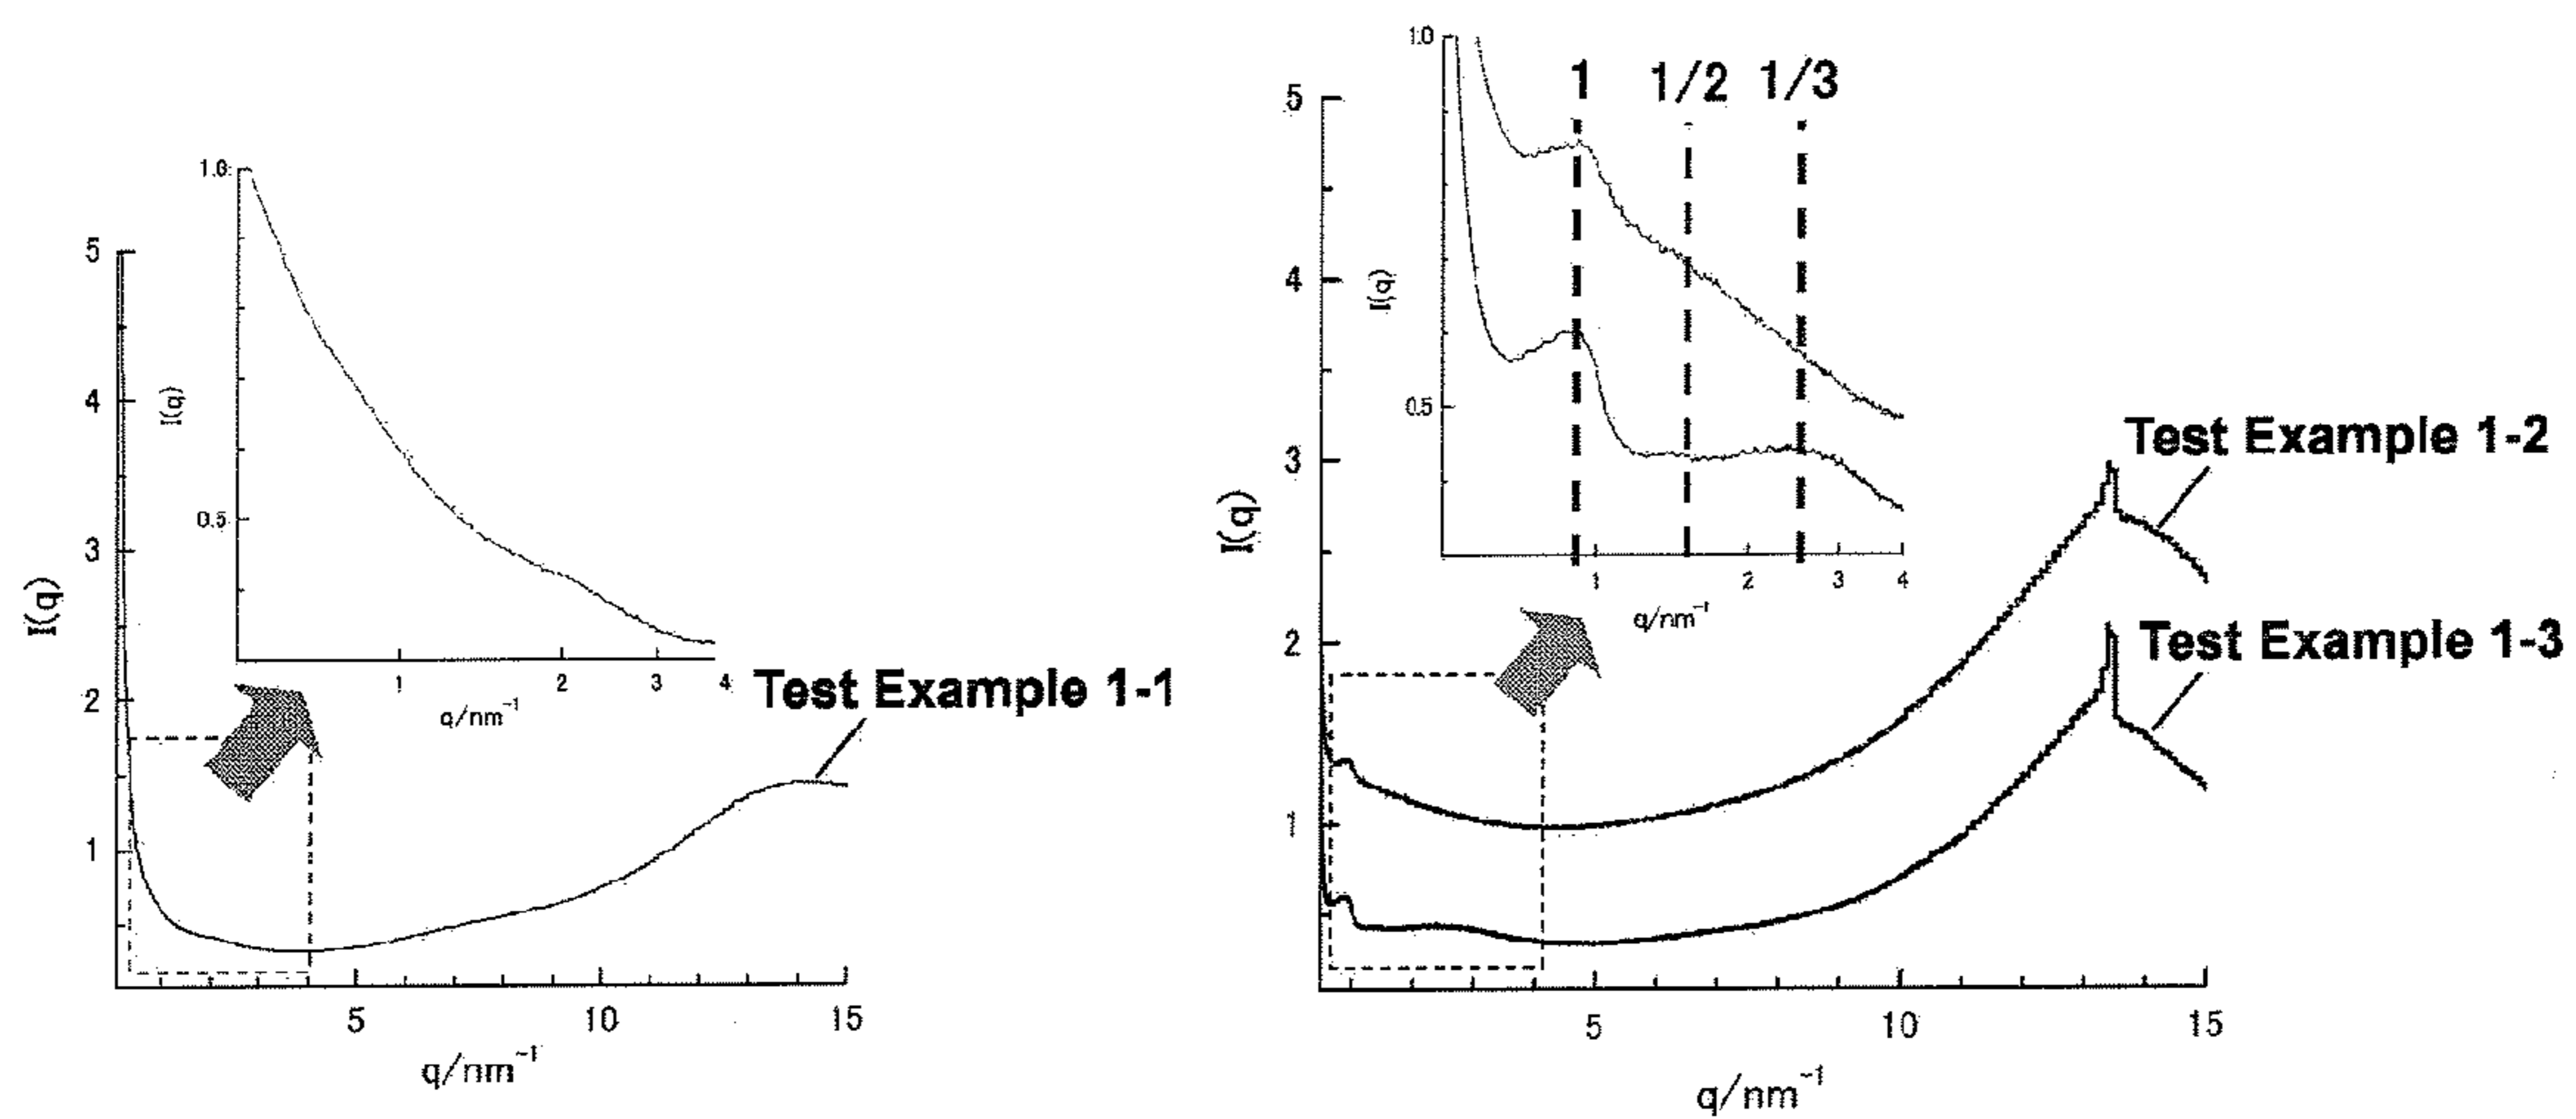 1.0
0.5
I(q)
1 2 3 4
q/nm⁻¹
5
4
3
2
1
I(q)
5 10 15
q/nm⁻¹
Test Example 1-1
1 1/2 1/3
1.0
0.5
I(q)
1 2 3 4
q/nm⁻¹
5
4
3
2
1
I(q)
5 10 15
q/nm⁻¹
Test Example 1-2
Test Example 1-3